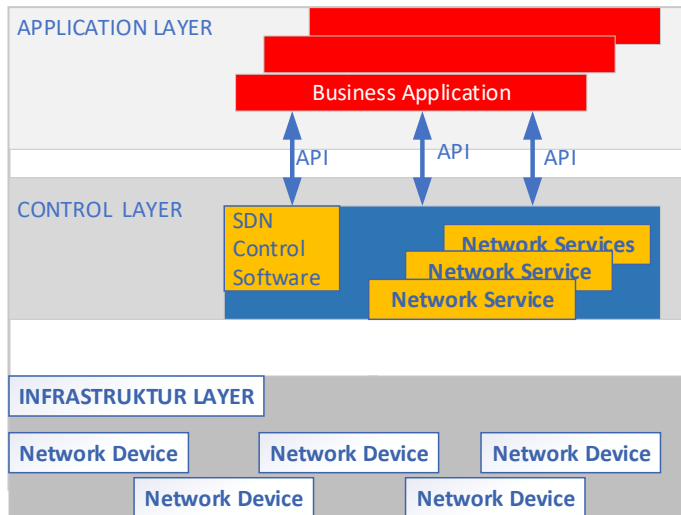 APPLICATION LAYER
Business Application
API
API
API
CONTROL LAYER
SDN
Control
Software
Network Services
Network Service
Network Service
INFRASTRUKTUR LAYER
Network Device
Network Device
Network Device
Network Device
Network Device